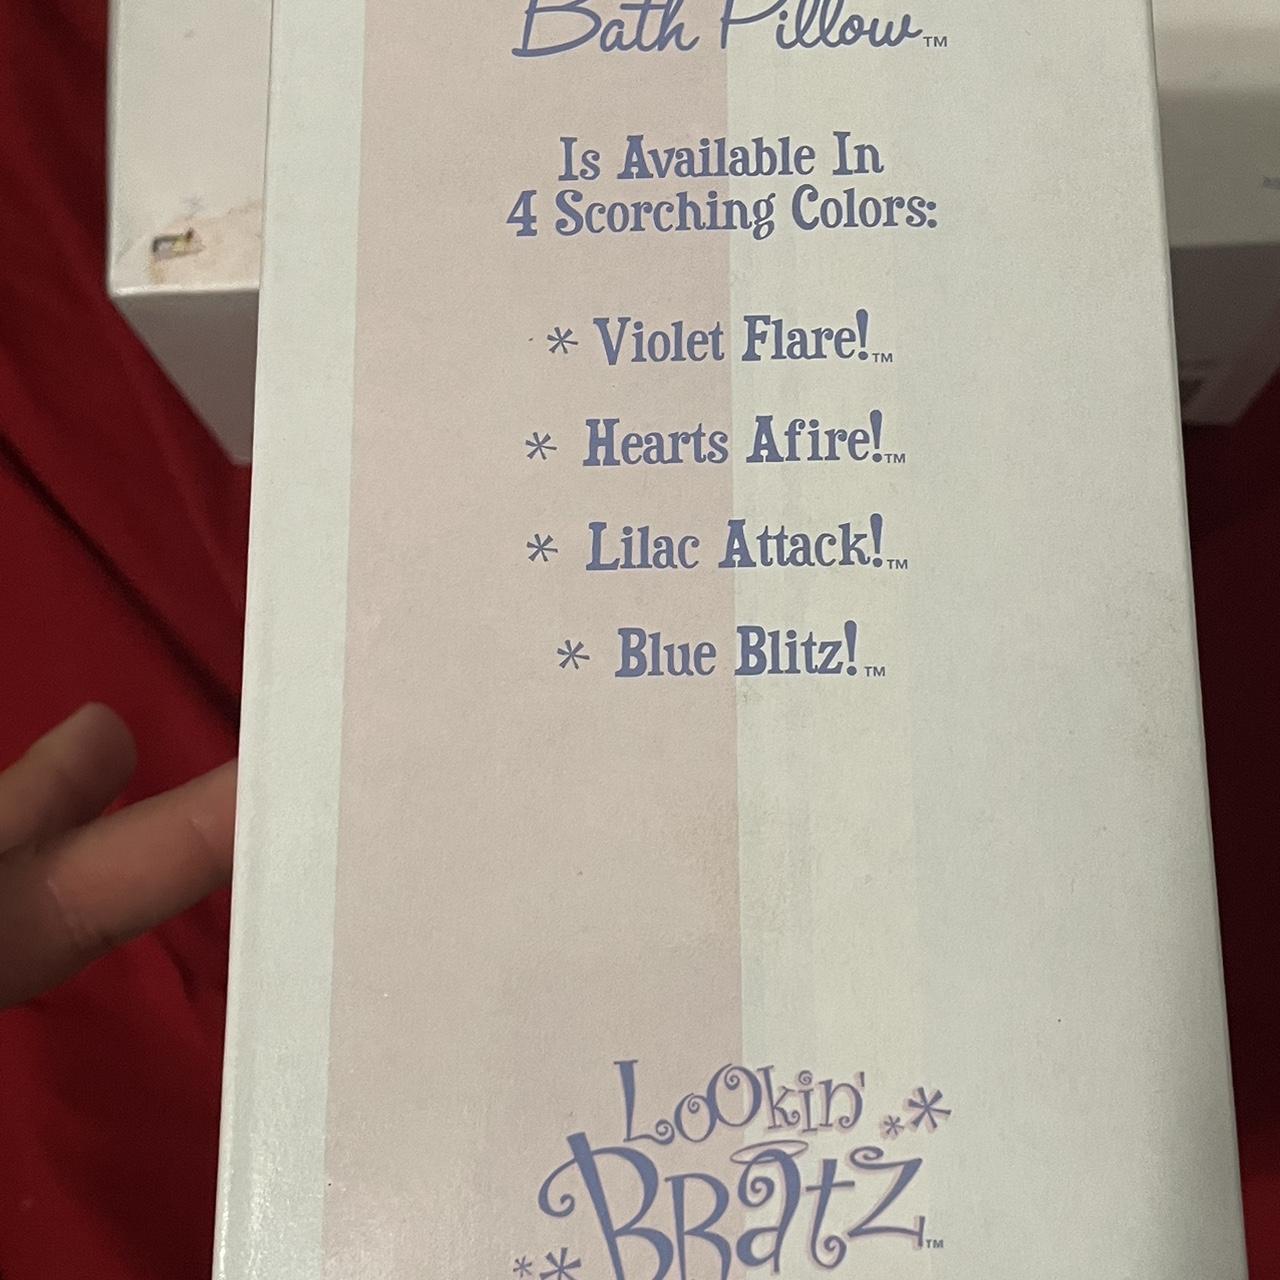 Bath Pillow™
Is Available In
4 Scorching Colors:
* Violet Flare!™
* Hearts Afire!™
* Lilac Attack!™
* Blue Blitz!™
Lookin'
Bratz™